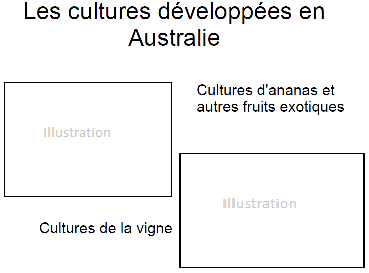 Les cultures développées en
Australie
Illustration
Cultures d'ananas et
autres fruits exotiques
Illustration
Cultures de la vigne